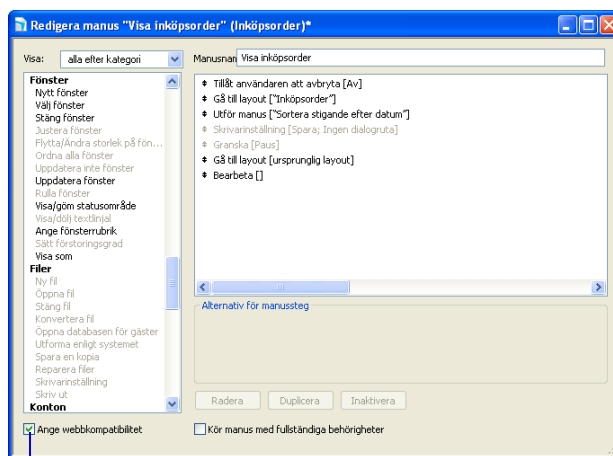 Redigera manus "Visa inköpsorder" (Inköpsorder)*
Visa: alla efter kategori
Manusnan Visa inköpsorder
Fönster
Nytt fönster
Välj fönster
Stäng fönster
Justera fönster
Flytta/Ändra storlek på fön...
Ordna alla fönster
Uppdatera inte fönster
Uppdatera fönster
Rulla fönster
Visa/göm statusområde
Visa/dölj textlinjal
Ange fönsterrubrik
Sätt förstoringsgrad
Visa som
Filer
Ny fil
Öppna fil
Stäng fil
Konvertera fil
Öppna databasen för gäster
Utforma enligt systemet
Spara en kopia
Reparera filer
Skrivarinställning
Skriv ut
Konton
Tillåt användaren att avbryta [Av]
Gå till layout ["Inköpsorder"]
Utför manus ["Sortera stigande efter datum"]
Skrivarinställning [Spara; Ingen dialogruta]
Granska [Paus]
Gå till layout [ursprunglig layout]
Bearbeta []
Alternativ för manussteg
Radera Duplicera Inaktivera
Ange webbkompatibilitet
Kör manus med fullständiga behörigheter